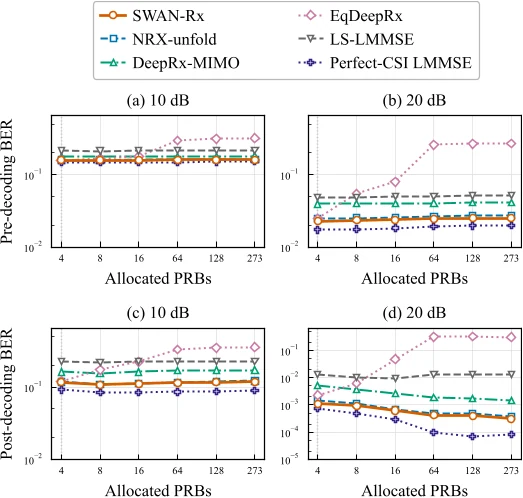 SWAN-Rx
NRX-unfold
DeepRx-MIMO
EqDeepRx
LS-LMMSE
Perfect-CSI LMMSE
(a) 10 dB
Pre-decoding BER
10⁻¹
10⁻²
4 8 16 64 128 273
Allocated PRBs
(b) 20 dB
10⁻¹
10⁻²
4 8 16 64 128 273
Allocated PRBs
(c) 10 dB
Post-decoding BER
10⁻¹
10⁻²
4 8 16 64 128 273
Allocated PRBs
(d) 20 dB
10⁻¹
10⁻²
10⁻³
10⁻⁴
10⁻⁵
4 8 16 64 128 273
Allocated PRBs